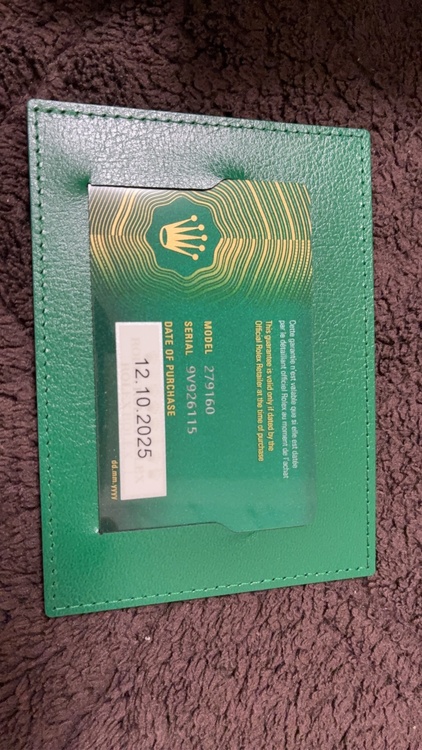 Cette garantie n'est valable que si elle est datée
par le détaillant officiel Rolex au moment de l'achat
This guarantee is valid only if dated by the
Official Rolex Retailer at the time of purchase
MODEL 279160
SERIAL 9V926115
DATE OF PURCHASE
12.10.2025
dd.mm.yyyy